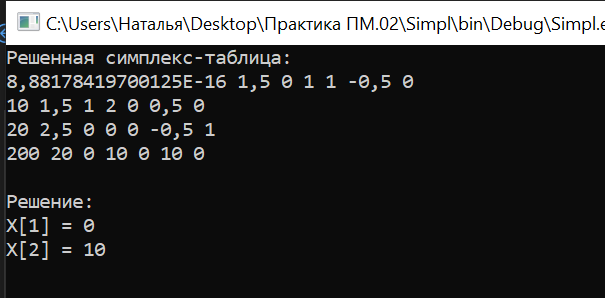 C:\Users\Наталья\Desktop\Практика ПМ.02\Simpl\bin\Debug\Simpl.e
Решенная симплекс-таблица:
8,88178419700125E-16 1,5 0 1 1 -0,5 0
10 1,5 1 2 0 0,5 0
20 2,5 0 0 0 -0,5 1
200 20 0 10 0 10 0
Решение:
X[1] = 0
X[2] = 10